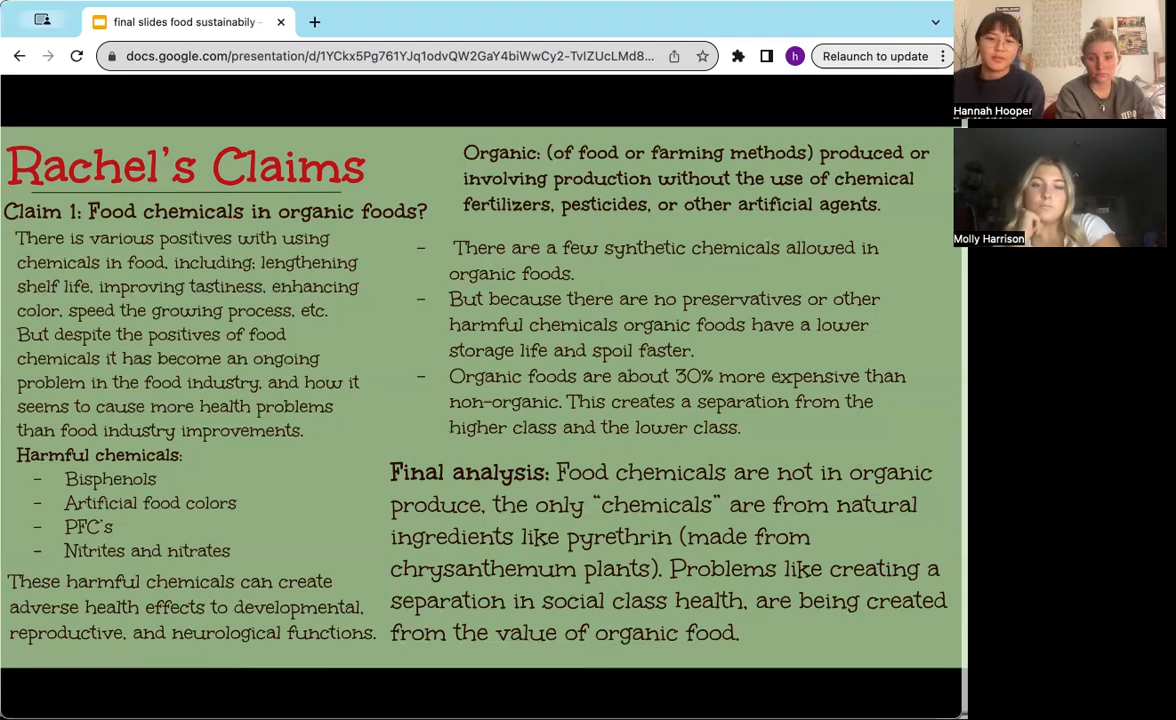 final slides food sustainabily -
docs.google.com/presentation/d/1YCkx5Pg761YJq1odvQW2GaY4biWwCy2-TvIZUcLMd8...
h
Relaunch to update
Hannah Hooper
Molly Harrison
Rachel's Claims
Claim 1: Food chemicals in organic foods?
There is various positives with using
chemicals in food, including; lengthening
shelf life, improving tastiness, enhancing
color, speed the growing process, etc.
But despite the positives of food
chemicals it has become an ongoing
problem in the food industry, and how it
seems to cause more health problems
than food industry improvements.
Harmful chemicals:
- Bisphenols
- Artificial food colors
- PFC's
- Nitrites and nitrates
These harmful chemicals can create
adverse health effects to developmental,
reproductive, and neurological functions.
Organic: (of food or farming methods) produced or
involving production without the use of chemical
fertilizers, pesticides, or other artificial agents.
- There are a few synthetic chemicals allowed in
organic foods.
- But because there are no preservatives or other
harmful chemicals organic foods have a lower
storage life and spoil faster.
- Organic foods are about 30% more expensive than
non-organic. This creates a separation from the
higher class and the lower class.
Final analysis: Food chemicals are not in organic
produce, the only “chemicals” are from natural
ingredients like pyrethrin (made from
chrysanthemum plants). Problems like creating a
separation in social class health, are being created
from the value of organic food.